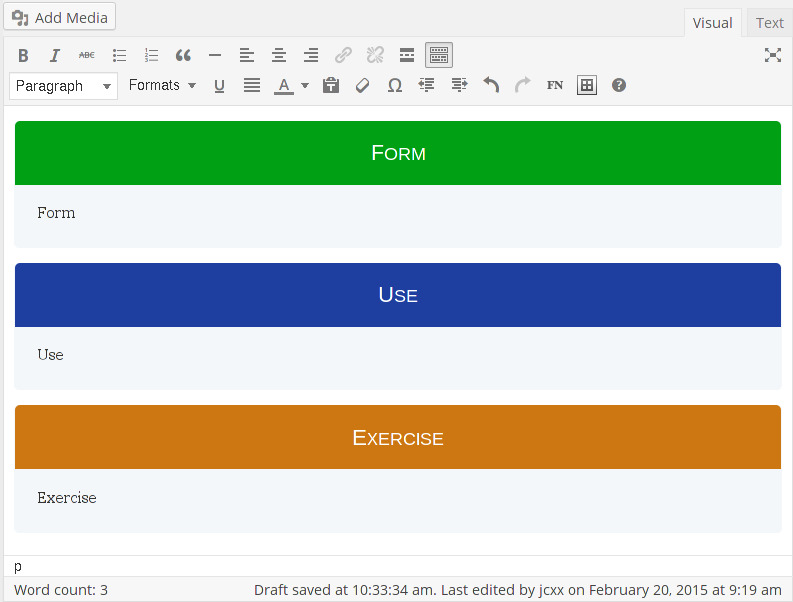 Add Media
Visual Text
B I ABC
Paragraph Formats U A T Ω FN ?
FORM
Form
USE
Use
EXERCISE
Exercise
p
Word count: 3 Draft saved at 10:33:34 am. Last edited by jcxx on February 20, 2015 at 9:19 am